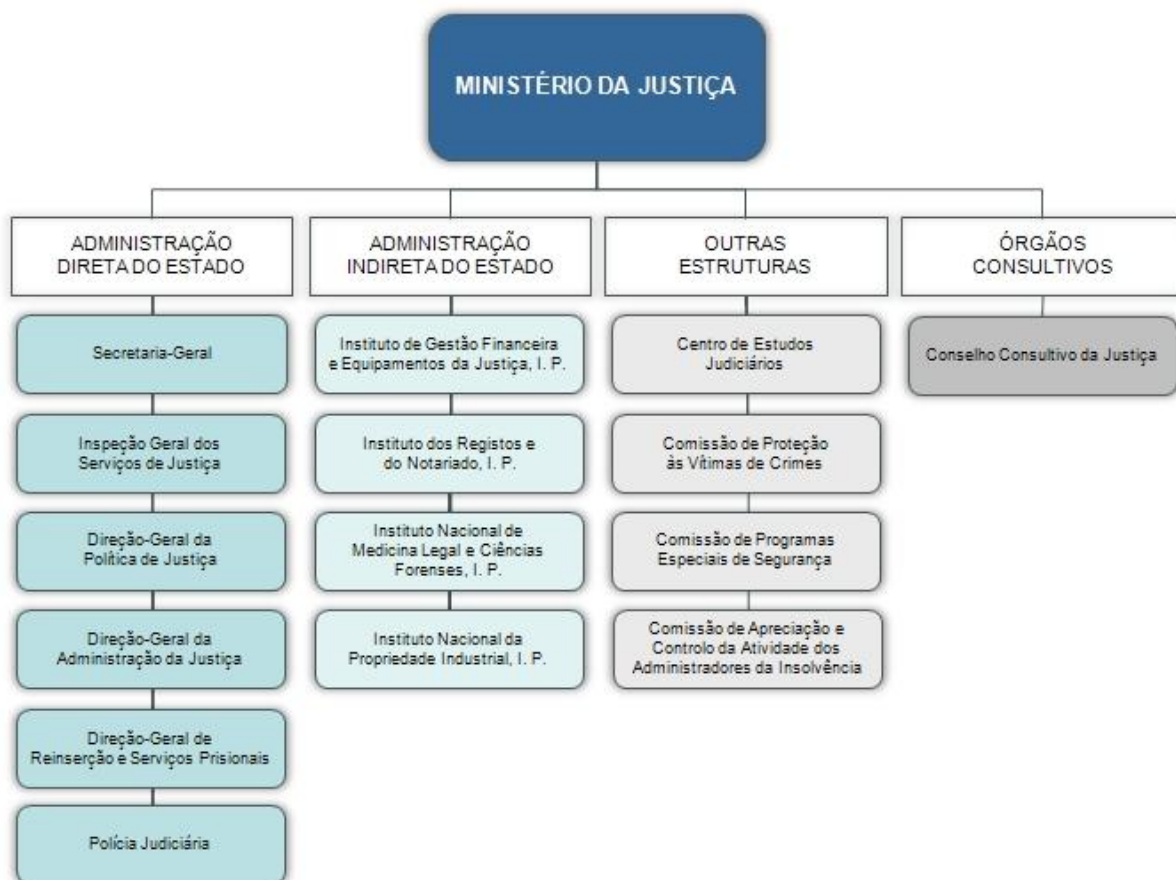 MINISTÉRIO DA JUSTIÇA
ADMINISTRAÇÃO
DIRETA DO ESTADO
Secretaria-Geral
Inspeção Geral dos
Serviços de Justiça
Direção-Geral da
Política de Justiça
Direção-Geral da
Administração da Justiça
Direção-Geral de
Reinserção e Serviços Prisionais
Polícia Judiciária
ADMINISTRAÇÃO
INDIRETA DO ESTADO
Instituto de Gestão Financeira
e Equipamentos da Justiça, I. P.
Instituto dos Registos e
do Notariado, I. P.
Instituto Nacional de
Medicina Legal e Ciências
Forenses, I. P.
Instituto Nacional da
Propriedade Industrial, I. P.
OUTRAS
ESTRUTURAS
Centro de Estudos
Judiciários
Comissão de Proteção
às Vítimas de Crimes
Comissão de Programas
Especiais de Segurança
Comissão de Apreciação e
Controlo da Atividade dos
Administradores da Insolvência
ÓRGÃOS
CONSULTIVOS
Conselho Consultivo da Justiça